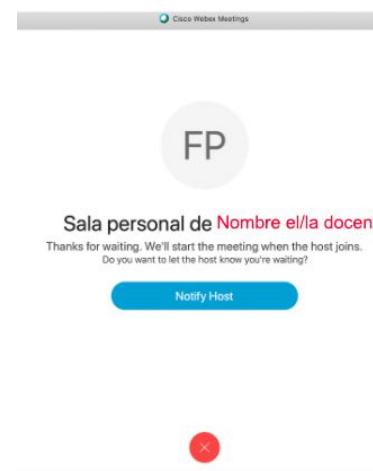 Cisco Webex Meetings
FP
Sala personal de Nombre el/la docen
Thanks for waiting. We'll start the meeting when the host joins.
Do you want to let the host know you're waiting?
Notify Host